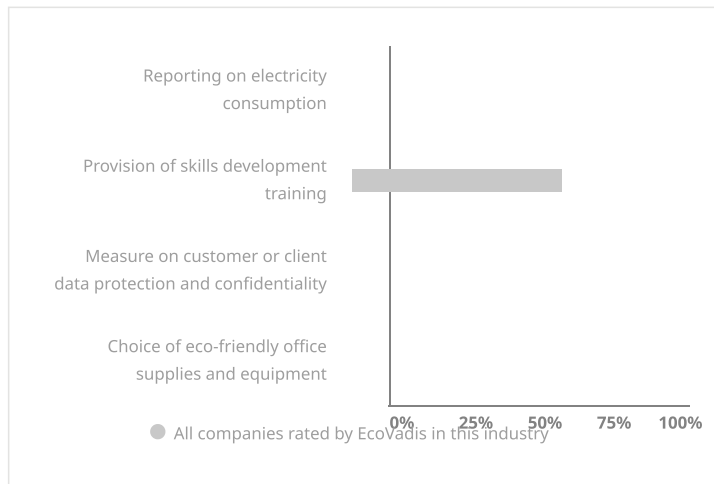 Reporting on electricity
consumption
Provision of skills development
training
Measure on customer or client
data protection and confidentiality
Choice of eco-friendly office
supplies and equipment
0% 25% 50% 75% 100%
All companies rated by EcoVadis in this industry